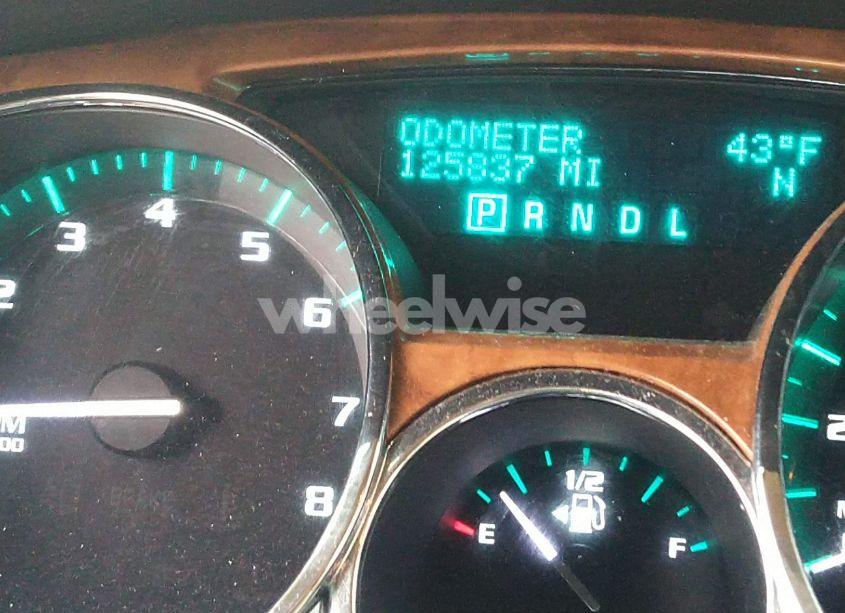 ODOMETER
125837 MI
43°F
N
P R N D L
wheelwise
2 3 4 5 6 7 8
1/2
E F